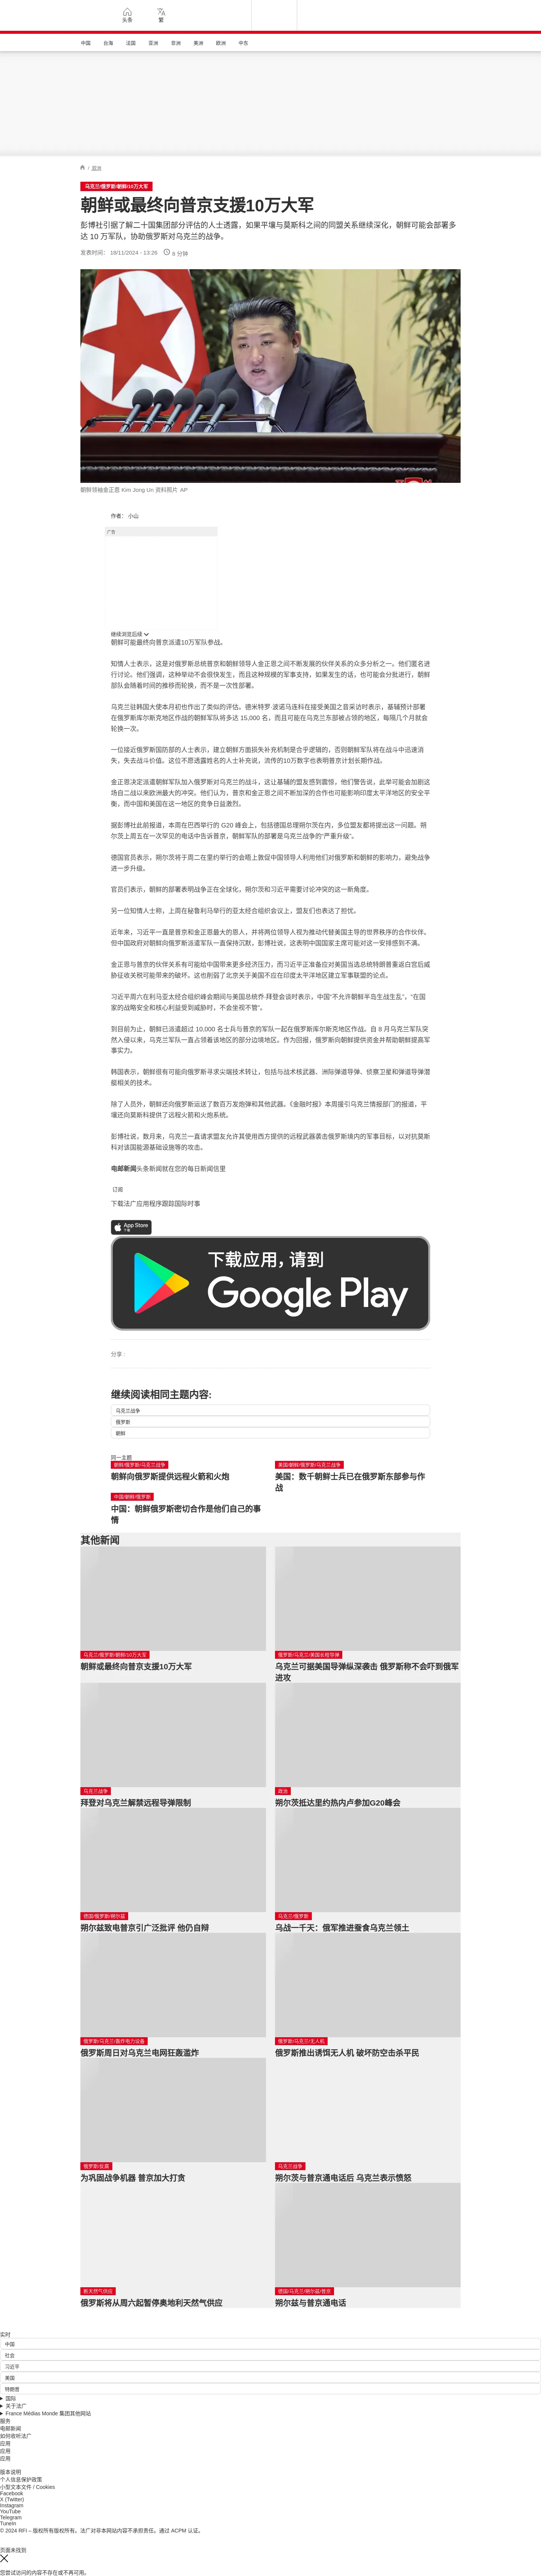 头条
繁
中国
台海
法国
亚洲
非洲
美洲
欧洲
中东
/ 亚洲
乌克兰/俄罗斯/朝鲜/10万大军
朝鲜或最终向普京支援10万大军
彭博社引据了解二十国集团部分评估的人士透露，如果平壤与莫斯科之间的同盟关系继续深化，朝鲜可能会部署多
达 10 万军队，协助俄罗斯对乌克兰的战争。
发表时间： 18/11/2024 - 13:26
6 分钟
朝鲜领袖金正恩 Kim Jong Un 资料照片 AP
作者： 小山
广告
继续浏览后续
朝鲜可能最终向普京派遣10万军队参战。
知情人士表示，这是对俄罗斯总统普京和朝鲜领导人金正恩之间不断发展的伙伴关系的众多分析之一。他们匿名进
行讨论。他们强调，这种举动不会很快发生，而且这种规模的军事支持，如果发生的话，也可能会分批进行，朝鲜
部队会随着时间的推移而轮换，而不是一次性部署。
乌克兰驻韩国大使本月初也作出了类似的评估。德米特罗·波诺马连科在接受美国之音采访时表示，基辅预计部署
在俄罗斯库尔斯克地区作战的朝鲜军队将多达 15,000 名，而且可能在乌克兰东部被占领的地区，每隔几个月就会
轮换一次。
一位接近俄罗斯国防部的人士表示，建立朝鲜方面损失补充机制是合乎逻辑的，否则朝鲜军队将在战斗中迅速消
失，失去战斗价值。这位不愿透露姓名的人士补充说，流传的10万数字也表明普京计划长期作战。
金正恩决定派遣朝鲜军队加入俄罗斯对乌克兰的战斗，这让基辅的盟友感到震惊，他们警告说，此举可能会加剧这
场自二战以来欧洲最大的冲突。他们认为，普京和金正恩之间不断加深的合作也可能影响印度太平洋地区的安全平
衡，而中国和美国在这一地区的竞争日益激烈。
据彭博社此前报道，本周在巴西举行的 G20 峰会上，包括德国总理朔尔茨在内，多位盟友都将提出这一问题。朔
尔茨上周五在一次罕见的电话中告诉普京，朝鲜军队的部署是乌克兰战争的“严重升级”。
德国官员表示，朔尔茨将于周二在里约举行的会晤上敦促中国领导人利用他们对俄罗斯和朝鲜的影响力，避免战争
进一步升级。
官员们表示，朝鲜的部署表明战争正在全球化，朔尔茨和习近平需要讨论冲突的这一新角度。
另一位知情人士称，上周在秘鲁利马举行的亚太经合组织会议上，盟友们也表达了担忧。
近年来，习近平一直是普京和金正恩最大的恩人，并将两位领导人视为推动代替美国主导的世界秩序的合作伙伴。
但中国政府对朝鲜向俄罗斯派遣军队一直保持沉默，彭博社说，这表明中国国家主席可能对这一安排感到不满。
金正恩与普京的伙伴关系有可能给中国带来更多经济压力，而习近平正准备应对美国当选总统特朗普重返白宫后威
胁征收关税可能带来的破坏。这也削弱了北京关于美国不应在印度太平洋地区建立军事联盟的论点。
习近平周六在利马亚太经合组织峰会期间与美国总统乔·拜登会谈时表示，中国“不允许朝鲜半岛生战生乱”，“在国
家的战略安全和核心利益受到威胁时，不会坐视不管”。
到目前为止，朝鲜已派遣超过 10,000 名士兵与普京的军队一起在俄罗斯库尔斯克地区作战。自 8 月乌克兰军队突
然入侵以来，乌克兰军队一直占领着该地区的部分边境地区。作为回报，俄罗斯向朝鲜提供资金并帮助朝鲜提高军
事实力。
韩国表示，朝鲜很有可能向俄罗斯寻求尖端技术转让，包括与战术核武器、洲际弹道导弹、侦察卫星和弹道导弹潜
艇相关的技术。
除了人员外，朝鲜还向俄罗斯运送了数百万发炮弹和其他武器。《金融时报》本周援引乌克兰情报部门的报道，平
壤还向莫斯科提供了远程火箭和火炮系统。
彭博社说，数月来，乌克兰一直请求盟友允许其使用西方提供的远程武器袭击俄罗斯境内的军事目标，以对抗莫斯
科对该国能源基础设施等的攻击。
电邮新闻头条新闻就在您的每日新闻信里
订阅
下载法广应用程序跟踪国际时事
App Store
下载
下载应用，请到
Google Play
分享 :
继续阅读相同主题内容:
乌克兰战争
俄罗斯
朝鲜
同一主题
朝鲜/俄罗斯/乌克兰战争
朝鲜向俄罗斯提供远程火箭和火炮
美国/朝鲜/俄罗斯/乌克兰战争
美国：数千朝鲜士兵已在俄罗斯东部参与作
战
中国/朝鲜/俄罗斯
中国：朝鲜俄罗斯密切合作是他们自己的事
情
其他新闻
乌克兰/俄罗斯/朝鲜/10万大军
朝鲜或最终向普京支援10万大军
俄罗斯/乌克兰/美国长程导弹
乌克兰可据美国导弹纵深袭击 俄罗斯称不会吓到俄军
进攻
乌克兰战争
拜登对乌克兰解禁远程导弹限制
政治
朔尔茨抵达里约热内卢参加G20峰会
德国/俄罗斯/朔尔兹
朔尔兹致电普京引广泛批评 他仍自辩
乌克兰/俄罗斯
乌战一千天：俄军推进蚕食乌克兰领土
俄罗斯/乌克兰/轰炸电力设备
俄罗斯周日对乌克兰电网狂轰滥炸
俄罗斯/乌克兰/无人机
俄罗斯推出诱饵无人机 破坏防空击杀平民
俄罗斯/反腐
为巩固战争机器 普京加大打贪
乌克兰战争
朔尔茨与普京通电话后 乌克兰表示愤怒
断天然气供应
俄罗斯将从周六起暂停奥地利天然气供应
德国/乌克兰/朔尔兹/普京
朔尔兹与普京通电话
实时
中国
社会
习近平
美国
特朗普
国际
关于法广
France Médias Monde 集团其他网站
服务
电邮新闻
如何收听法广
应用
应用
应用
版本说明
个人信息保护政策
小型文本文件 / Cookies
Facebook
X (Twitter)
Instagram
YouTube
Telegram
TuneIn
© 2024 RFI – 版权所有版权所有。法广对非本网站内容不承担责任。通过 ACPM 认证。
页面未找到
您尝试访问的内容不存在或不再可用。